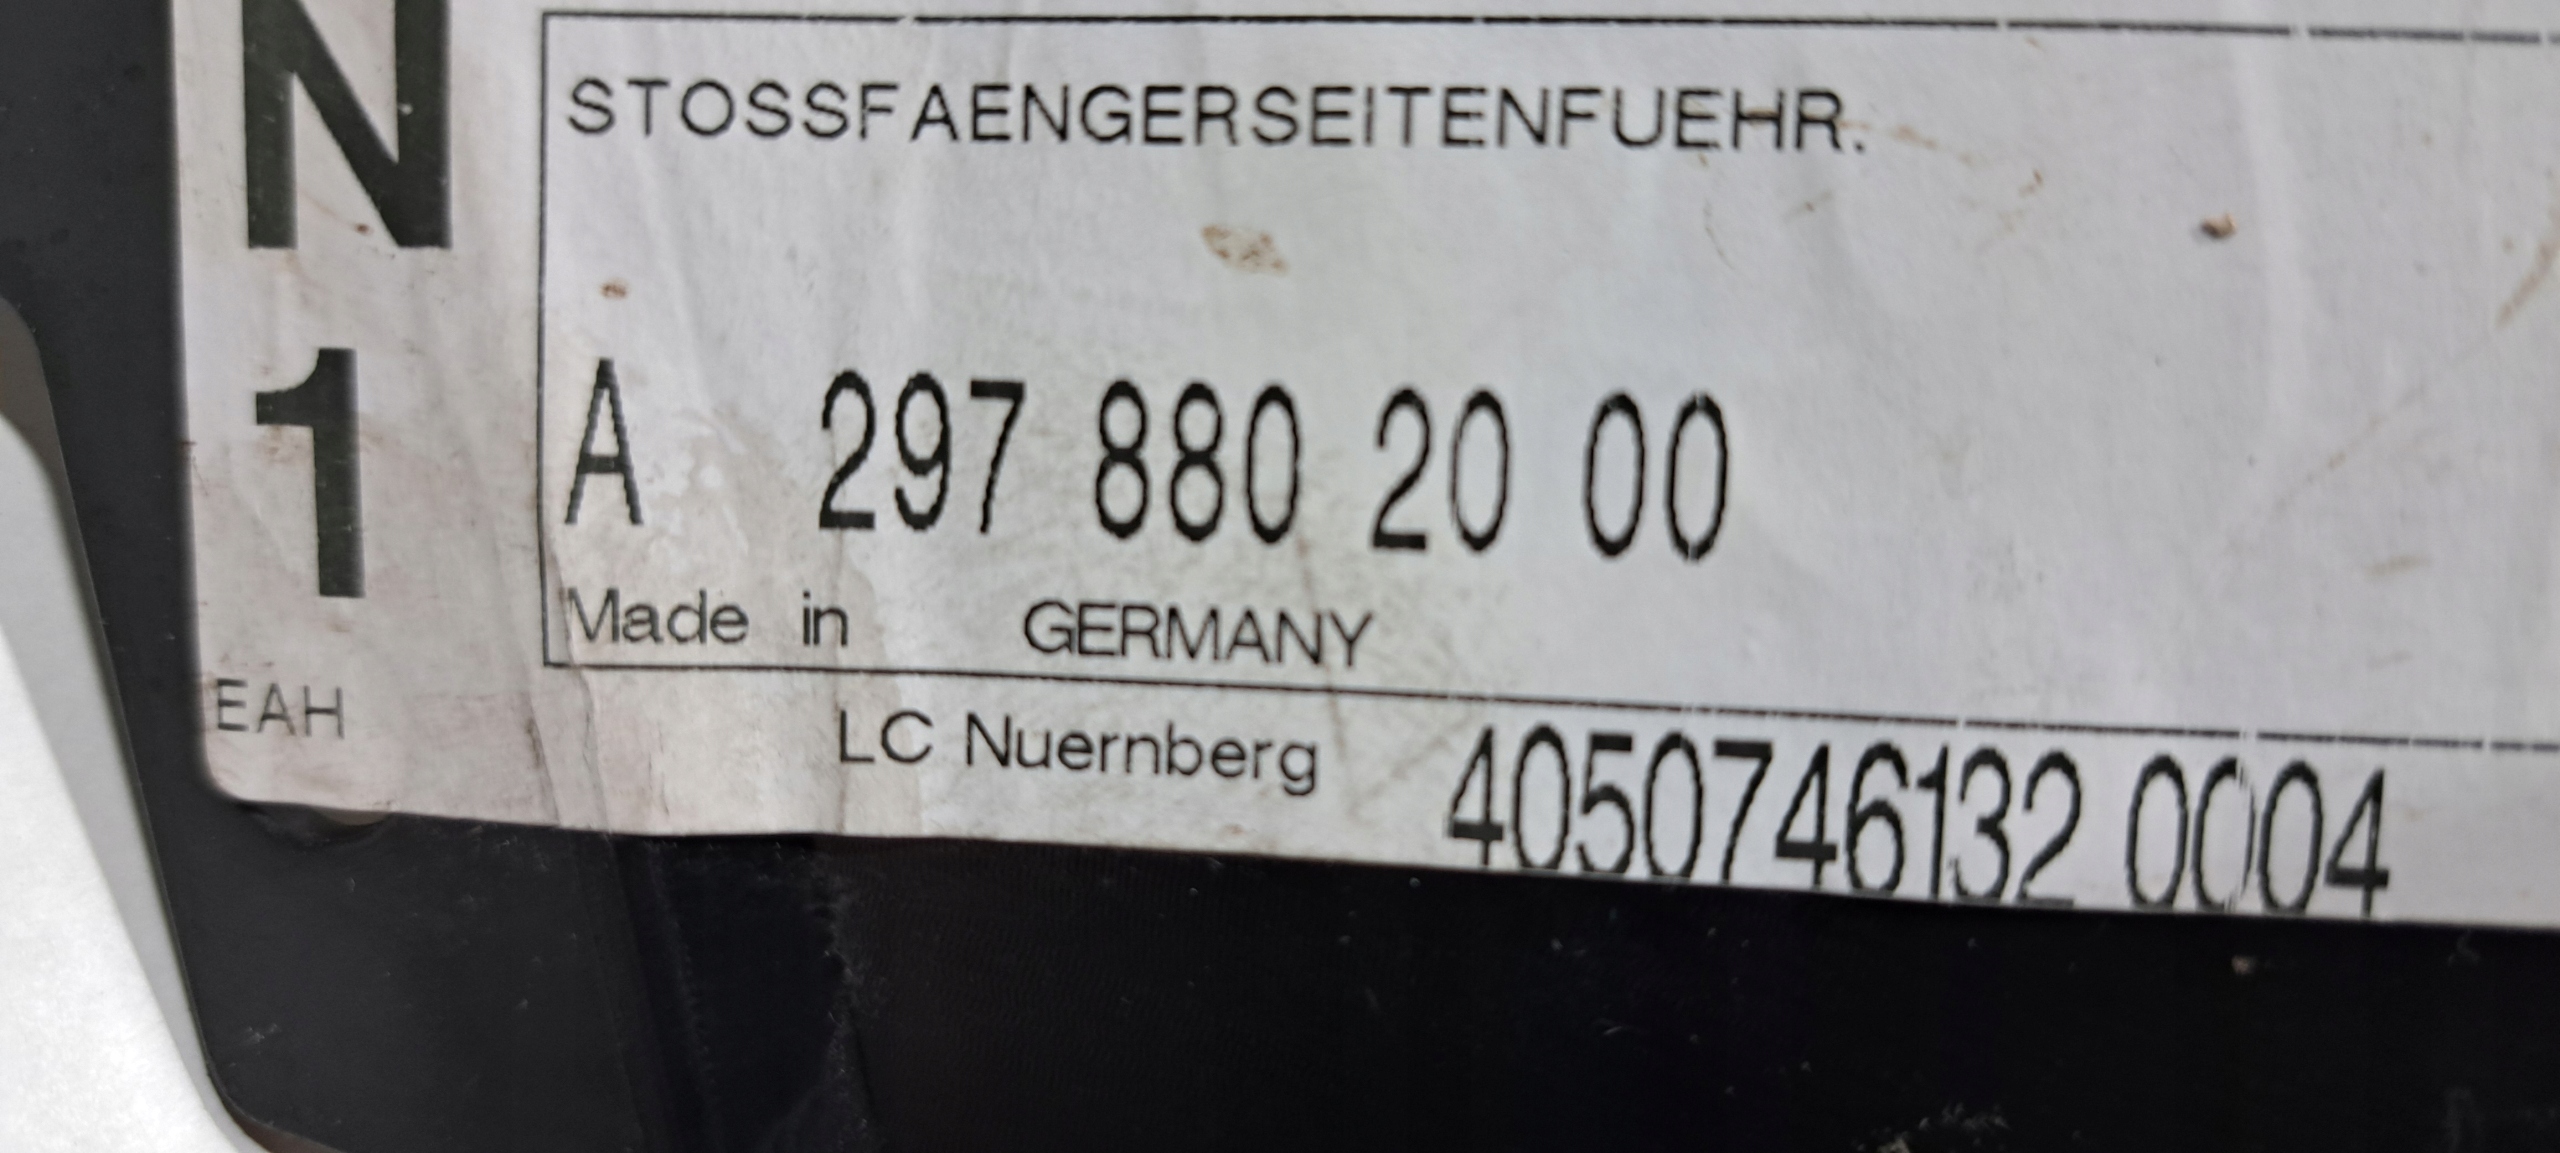 N
1
EAH
STOSSFAENGERSEITENFUEHR.
A 297 880 20 00
Made in GERMANY
LC Nuernberg 4050746132 0004